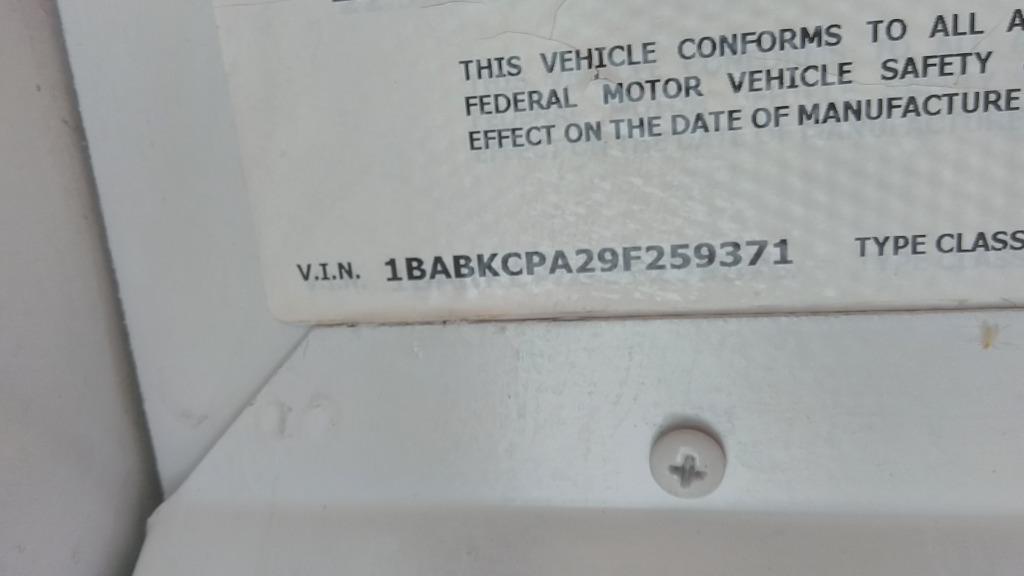 THIS VEHICLE CONFORMS TO ALL A
FEDERAL MOTOR VEHICLE SAFETY
EFFECT ON THE DATE OF MANUFACTURE
V.I.N. 1BABKCPA29F259371 TYPE CLASS